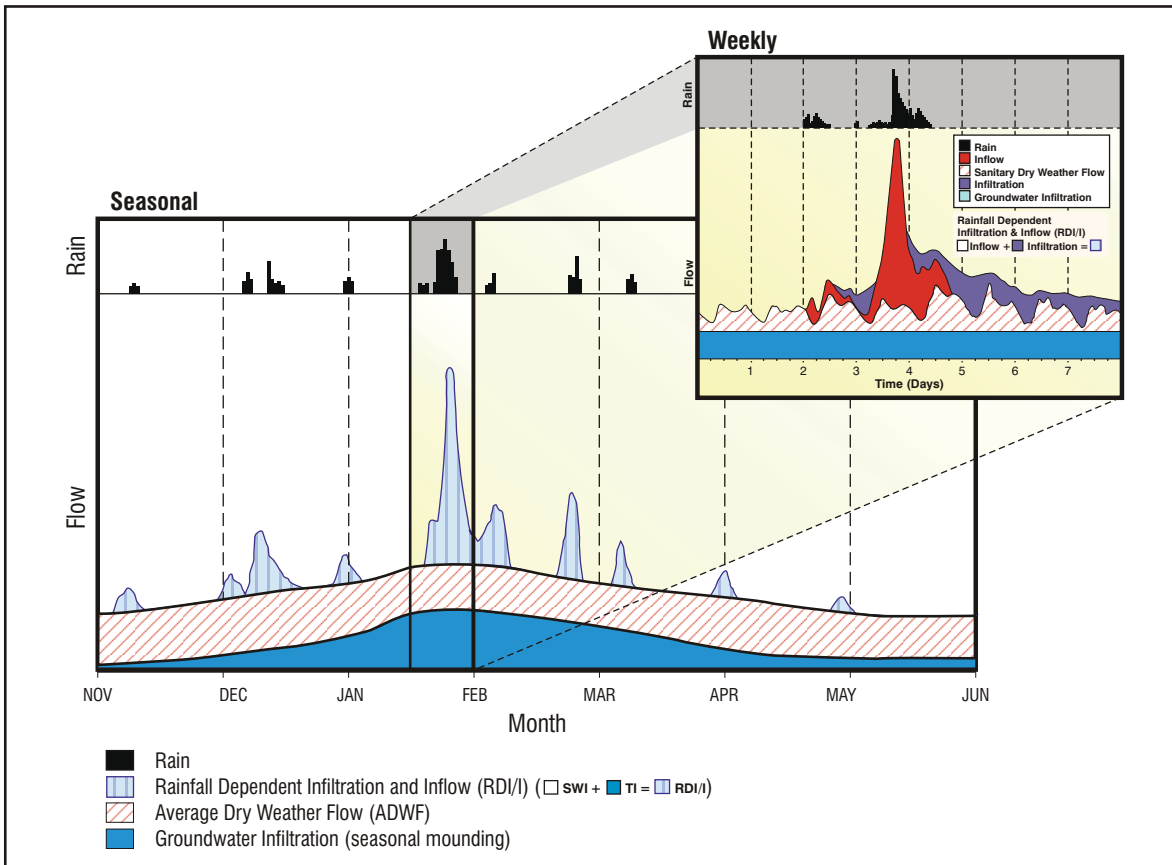 Weekly
Rain
Rain
Inflow
Sanitary Dry Weather Flow
Infiltration
Groundwater Infiltration
Rainfall Dependent
Infiltration & Inflow (RDI/I)
Inflow + Infiltration =
Flow
1 2 3 4 5 6 7
Time (Days)
Seasonal
Rain
Flow
NOV DEC JAN FEB MAR APR MAY JUN
Month
Rain
Rainfall Dependent Infiltration and Inflow (RDI/I) ( SWI + TI = RDI/I)
Average Dry Weather Flow (ADWF)
Groundwater Infiltration (seasonal mounding)